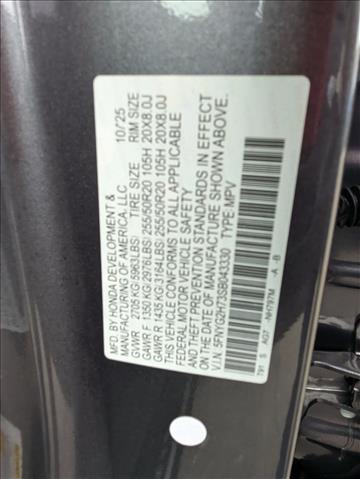 MFD. BY HONDA DEVELOPMENT &
MANUFACTURING OF AMERICA, LLC 10/25
GVWR 2705 KG(5963LBS) TIRE SIZE RIM SIZE
GAWR F 1350 KG(2976LBS) 255/50R20 105H 20X8.0J
GAWR R 1435 KG(3164LBS) 255/50R20 105H 20X8.0J
THIS VEHICLE CONFORMS TO ALL APPLICABLE
FEDERAL MOTOR VEHICLE SAFETY
AND THEFT PREVENTION STANDARDS IN EFFECT
ON THE DATE OF MANUFACTURE SHOWN ABOVE.
V.I.N. 5FNYG2H73SB043330 TYPE: MPV
T91 S AO7 NH797M -A -B